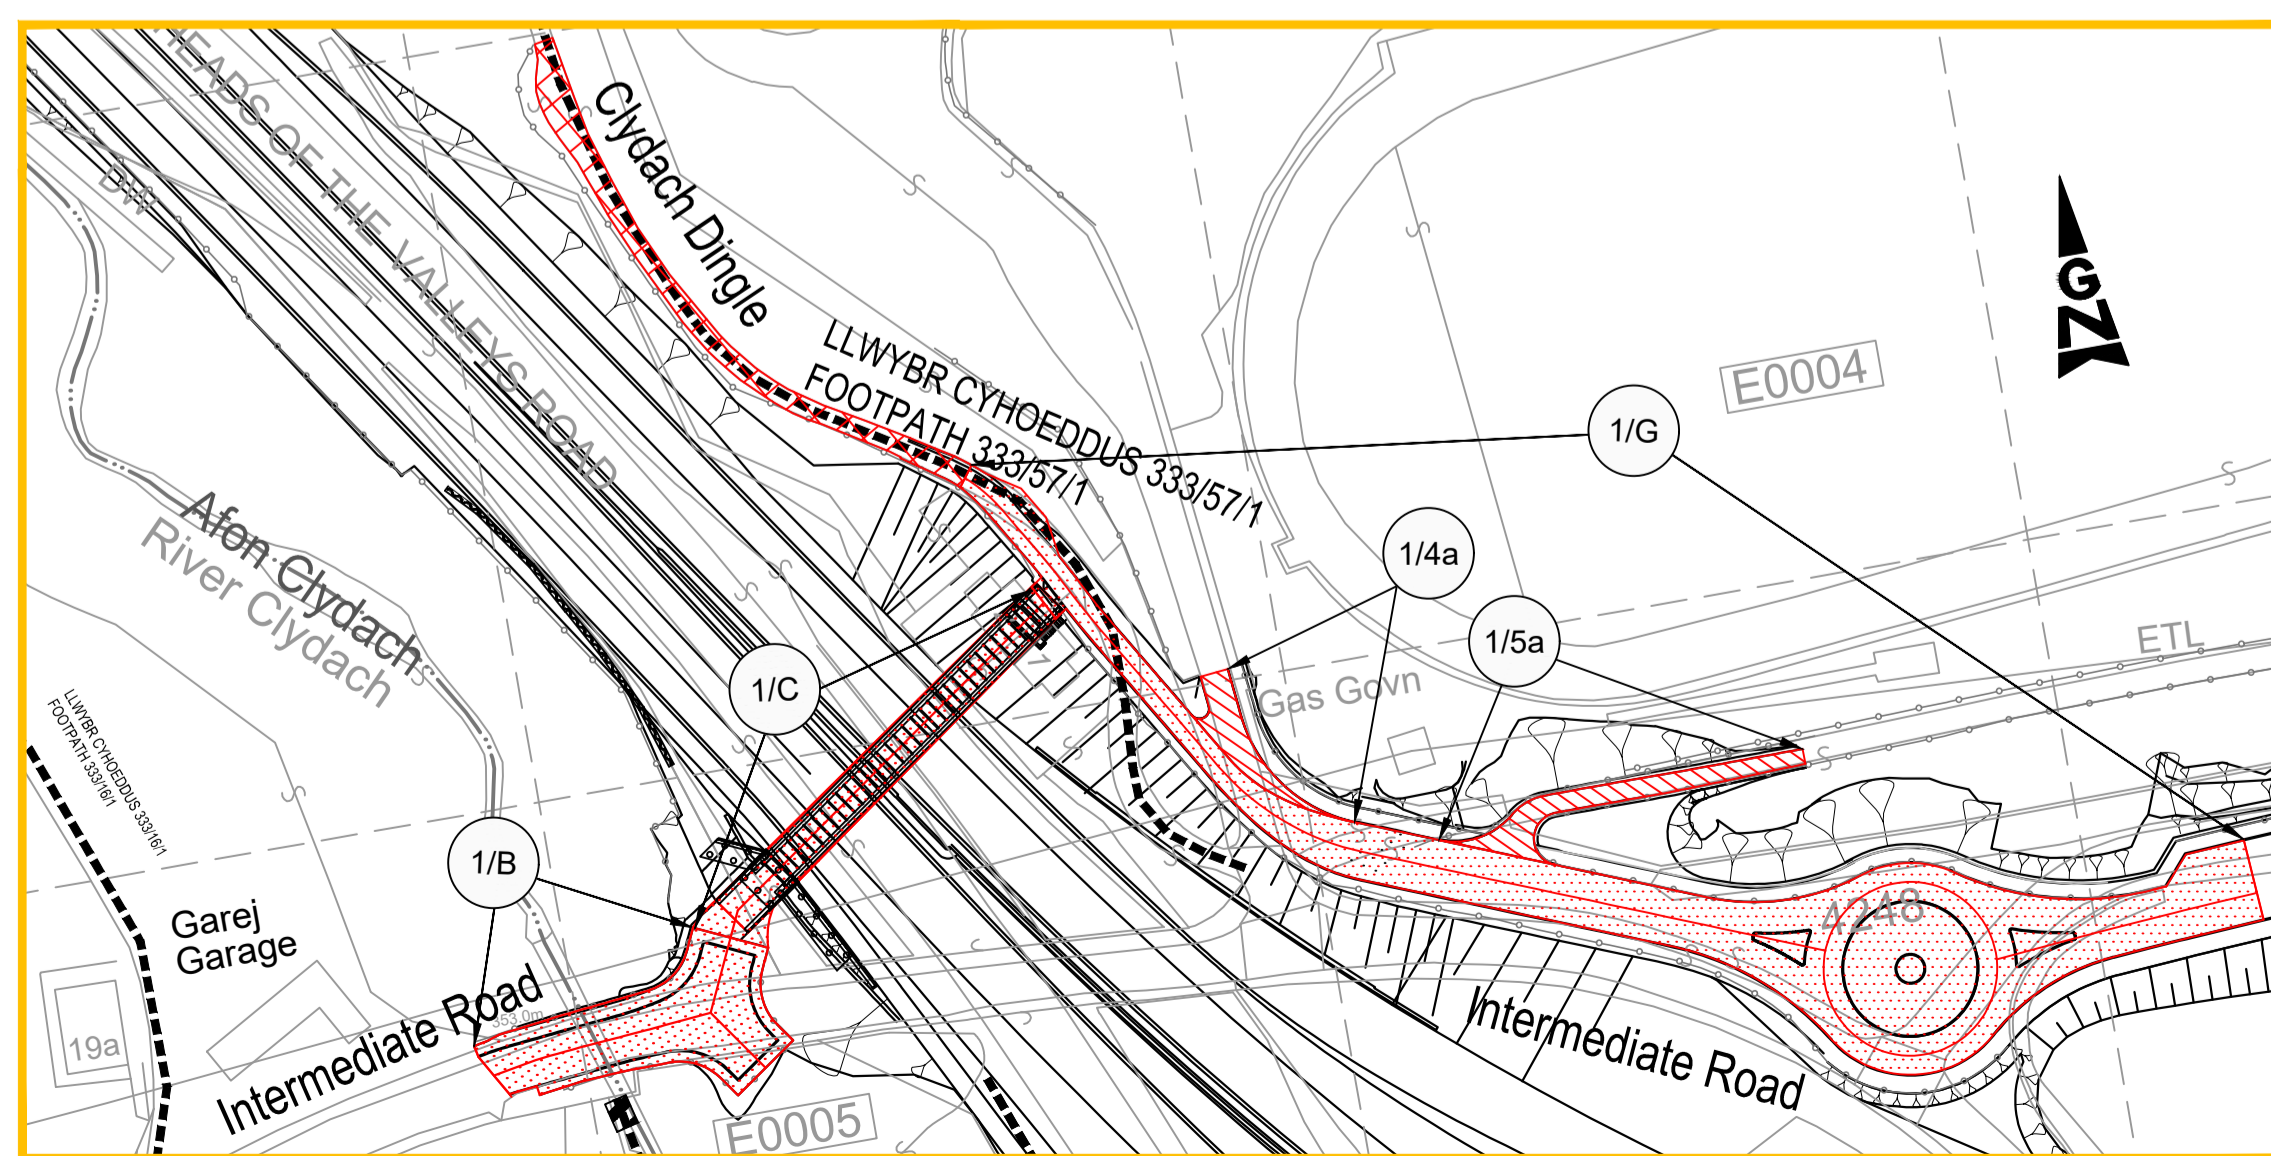 HEADS OF THE VALLEYS ROAD
DW
Clydach Dingle
LLWYBR CYHOEDDUS 333/57/1
FOOTPATH 333/57/1
E0004
GN
1/G
1/4a
1/5a
1/C
1/B
Afon Clydach
River Clydach
ETL
Gas Govn
LLWYBR CYHOEDDUS 333/16/1
FOOTPATH 333/16/1
Garej
Garage
19a
353.0m
Intermediate Road
4248
Intermediate Road
E0005